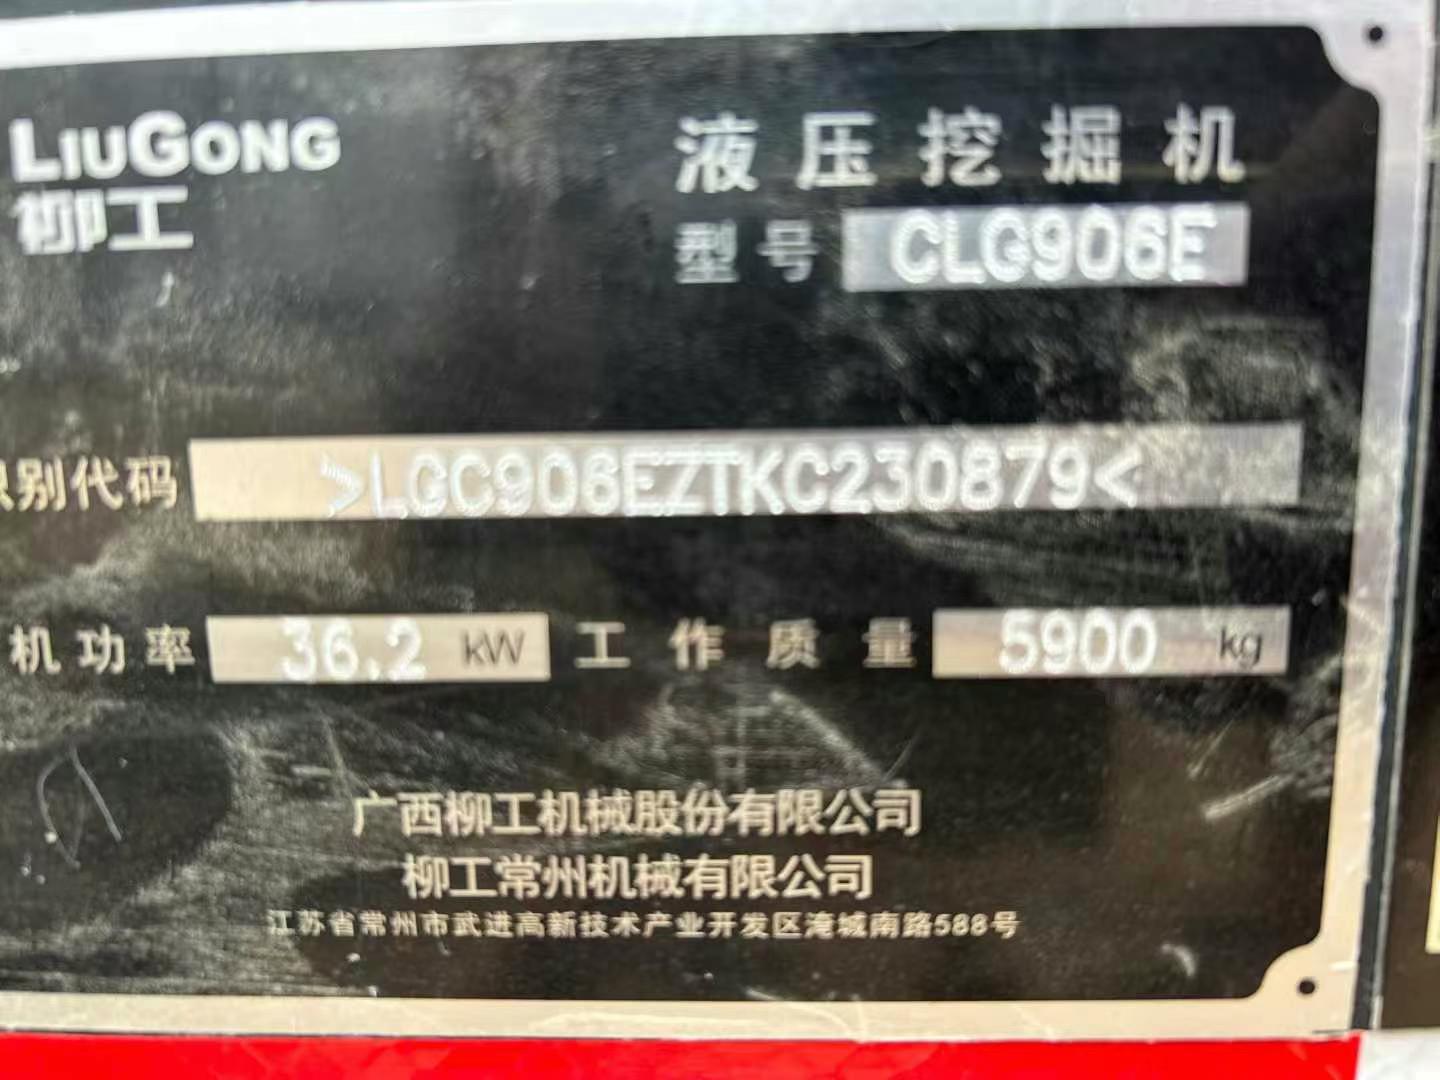 LIUGONG
柳工
液压挖掘机
型号 CLG906E
识别代码 >LGC906EZTKC230879<
机功率 36.2 kW 工作质量 5900 kg
广西柳工机械股份有限公司
柳工常州机械有限公司
江苏省常州市武进高新技术产业开发区淹城南路588号